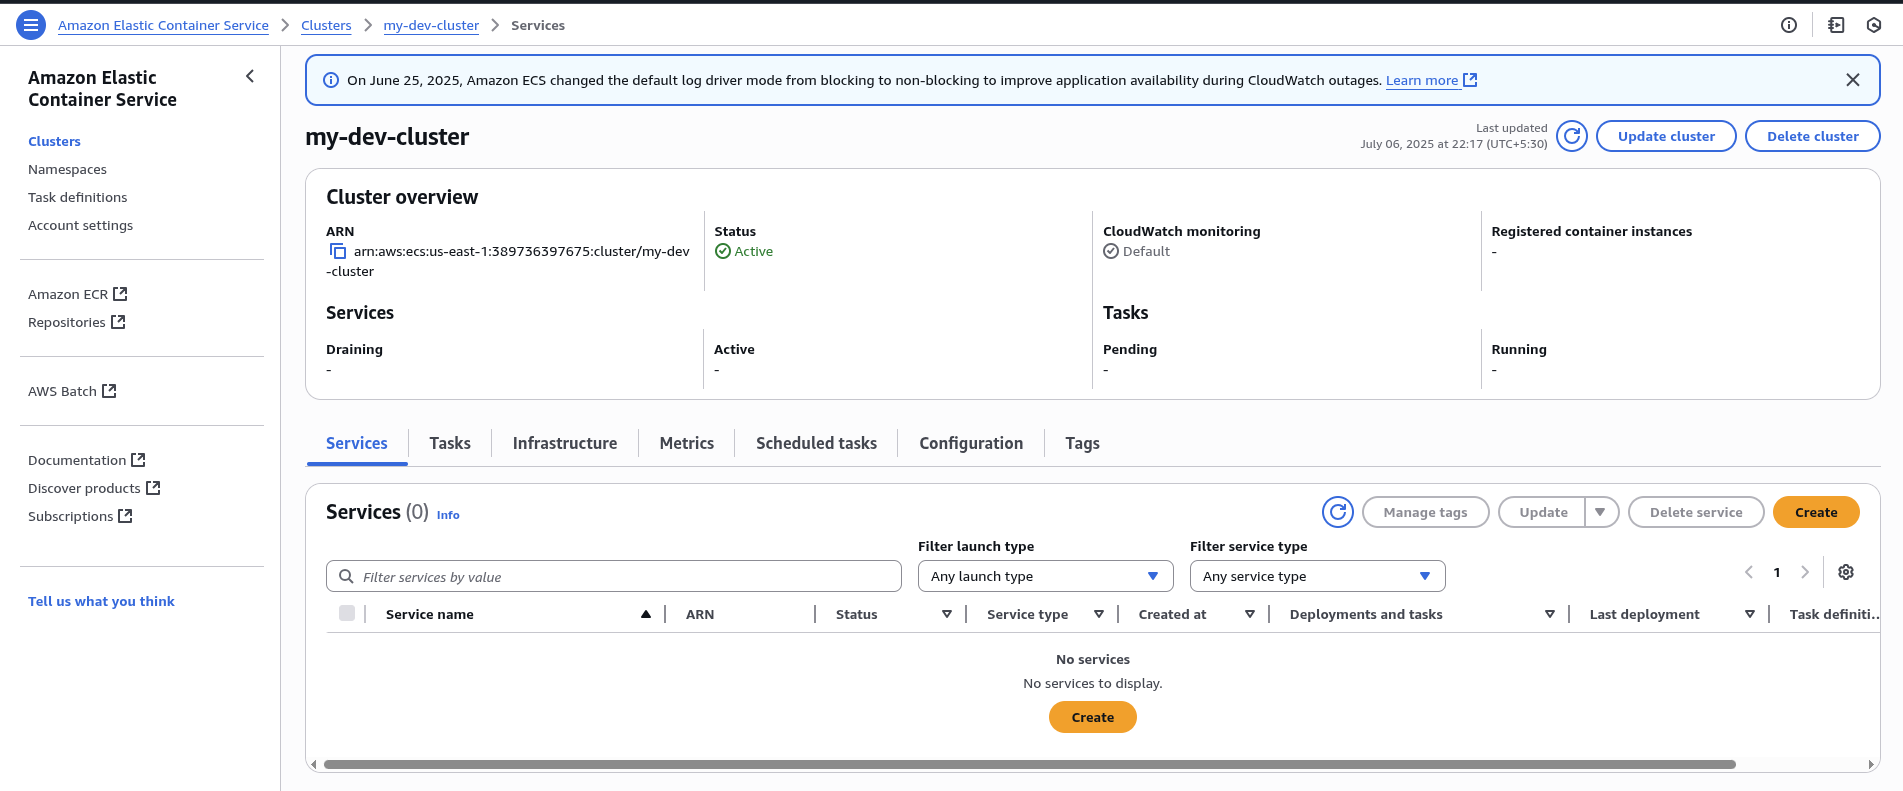 Amazon Elastic Container Service > Clusters > my-dev-cluster > Services
Amazon Elastic
Container Service
Clusters
Namespaces
Task definitions
Account settings
Amazon ECR
Repositories
AWS Batch
Documentation
Discover products
Subscriptions
Tell us what you think
On June 25, 2025, Amazon ECS changed the default log driver mode from blocking to non-blocking to improve application availability during CloudWatch outages. Learn more
my-dev-cluster
Last updated
July 06, 2025 at 22:17 (UTC+5:30)
Update cluster
Delete cluster
Cluster overview
ARN
arn:aws:ecs:us-east-1:389736397675:cluster/my-dev
-cluster
Status
Active
CloudWatch monitoring
Default
Registered container instances
-
Services
Tasks
Draining
-
Active
-
Pending
-
Running
-
Services Tasks Infrastructure Metrics Scheduled tasks Configuration Tags
Services (0) Info
Manage tags
Update
Delete service
Create
Filter services by value
Filter launch type
Any launch type
Filter service type
Any service type
1
Service name ARN Status Service type Created at Deployments and tasks Last deployment Task definiti..
No services
No services to display.
Create